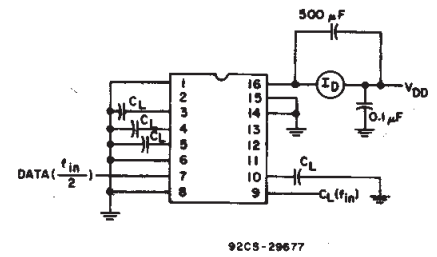 500 µF
I_D
V_DD
0.1 µF
1 16
2 15
C_L 3 14
C_L 4 13
C_L 5 12
6 11
DATA(f_in/2) 7 10 C_L
8 9 C_L(f_in)
92CS-29677